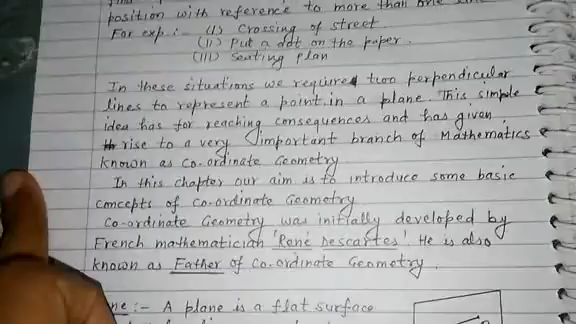 position with reference to more than one
For exp :- (i) Crossing of street
(ii) Put a dot on the paper.
(iii) Seating plan
In these situations we require two perpendicular
lines to represent a point in a plane. This simple
idea has far reaching consequences and has given
rise to a very important branch of Mathematics
known as Co-ordinate Geometry
In this chapter our aim is to introduce some basic
concepts of Co-ordinate Geometry
Co-ordinate Geometry was initially developed by
French mathematician 'René Descartes'. He is also
known as Father of Co-ordinate Geometry.
ne :- A plane is a flat surface